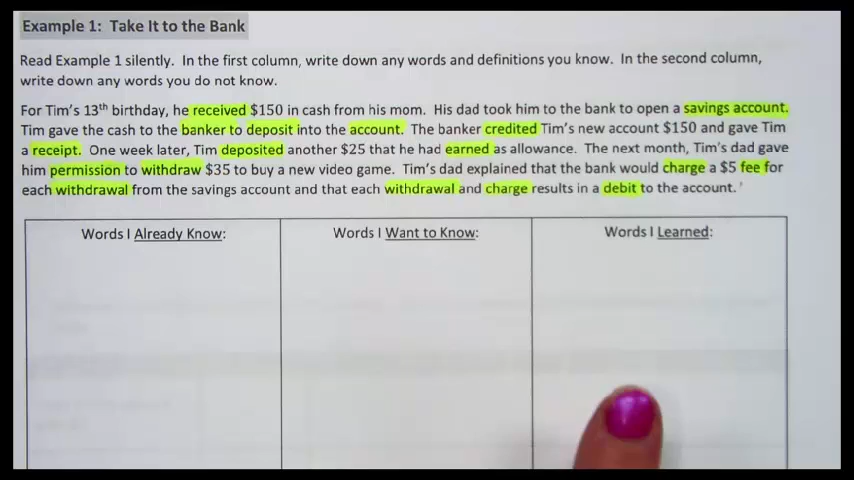 Example 1: Take It to the Bank
Read Example 1 silently. In the first column, write down any words and definitions you know. In the second column,
write down any words you do not know.
For Tim's 13th birthday, he received $150 in cash from his mom. His dad took him to the bank to open a savings account.
Tim gave the cash to the banker to deposit into the account. The banker credited Tim's new account $150 and gave Tim
a receipt. One week later, Tim deposited another $25 that he had earned as allowance. The next month, Tim's dad gave
him permission to withdraw $35 to buy a new video game. Tim's dad explained that the bank would charge a $5 fee for
each withdrawal from the savings account and that each withdrawal and charge results in a debit to the account.
Words I Already Know: Words I Want to Know: Words I Learned: